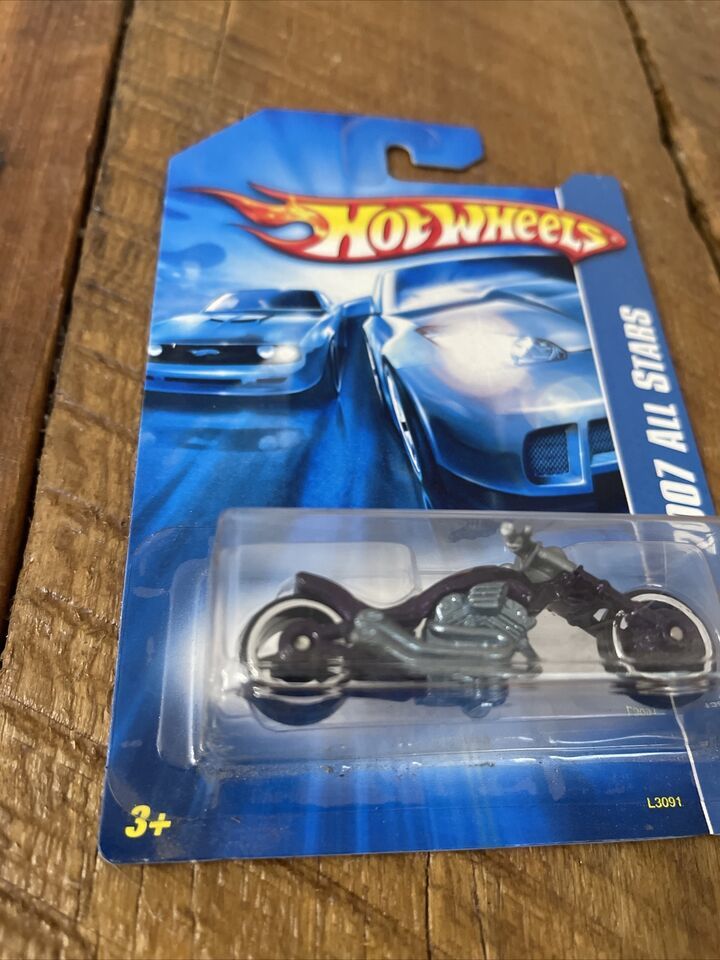 HOT WHEELS
2007 ALL STARS
3+
L3091